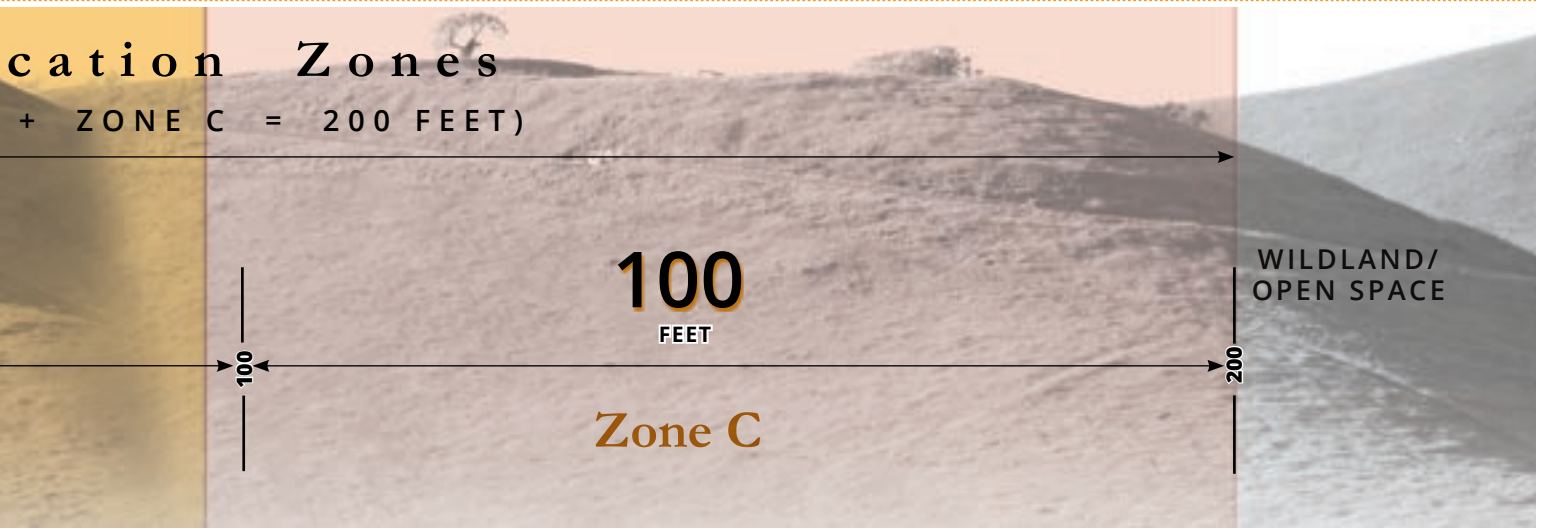 cation Zones
+ ZONE C = 200 FEET)
100
FEET
WILDLAND/
OPEN SPACE
100
200
Zone C